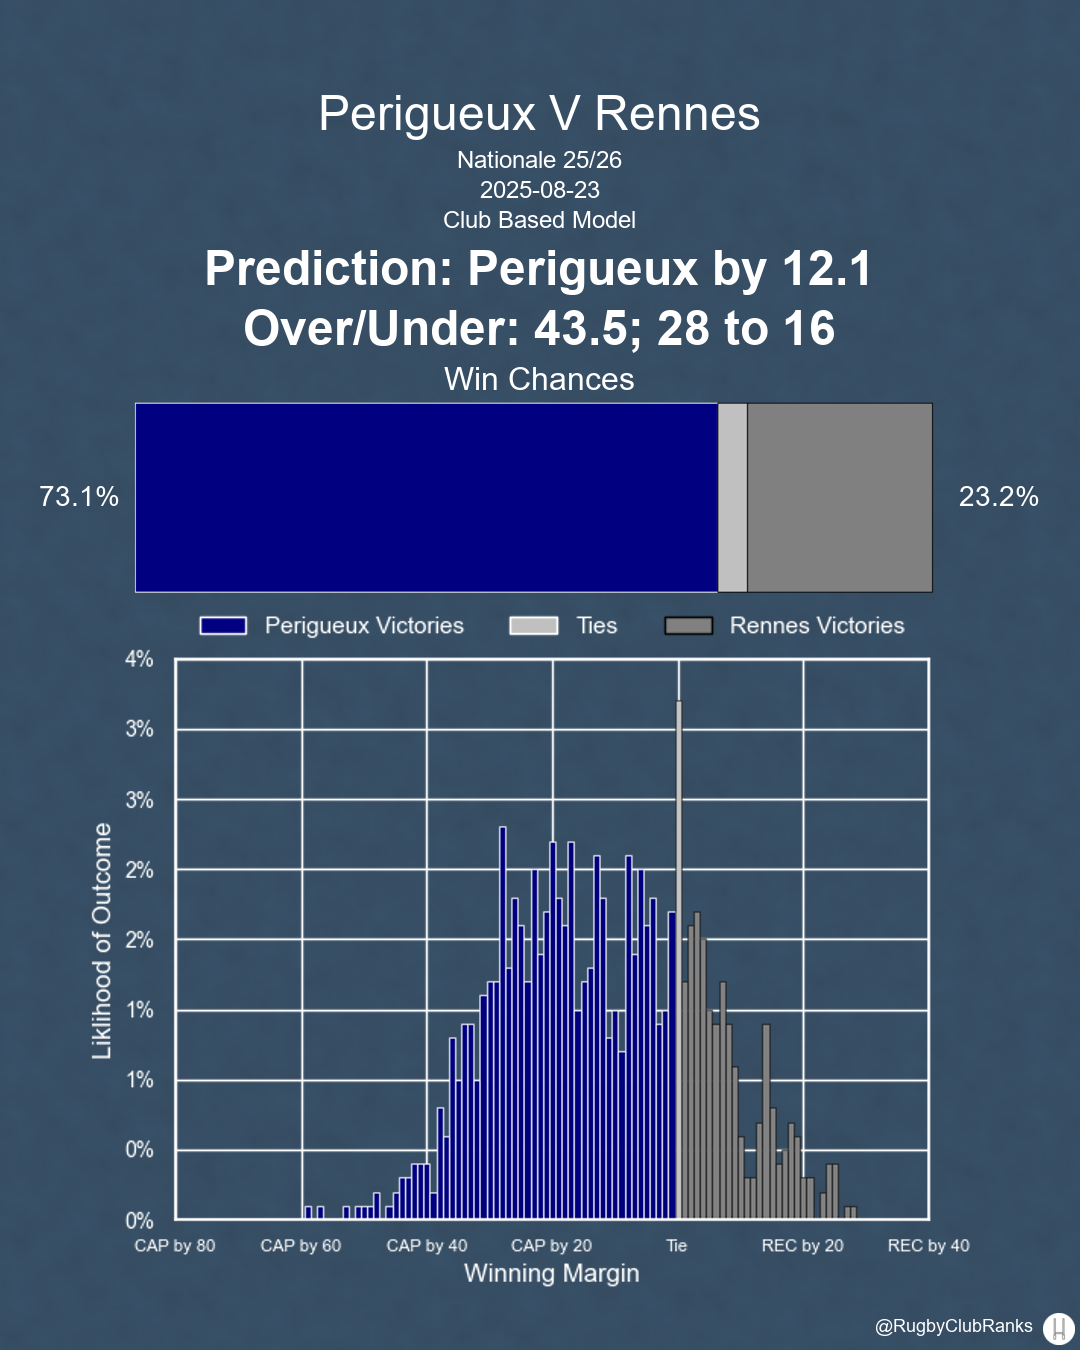 Perigueux V Rennes
Nationale 25/26
2025-08-23
Club Based Model
Prediction: Perigueux by 12.1
Over/Under: 43.5; 28 to 16
Win Chances
73.1%
23.2%
Perigueux Victories
Ties
Rennes Victories
4%
3%
3%
2%
2%
1%
1%
0%
0%
Liklihood of Outcome
CAP by 80
CAP by 60
CAP by 40
CAP by 20
Tie
REC by 20
REC by 40
Winning Margin
@RugbyClubRanks